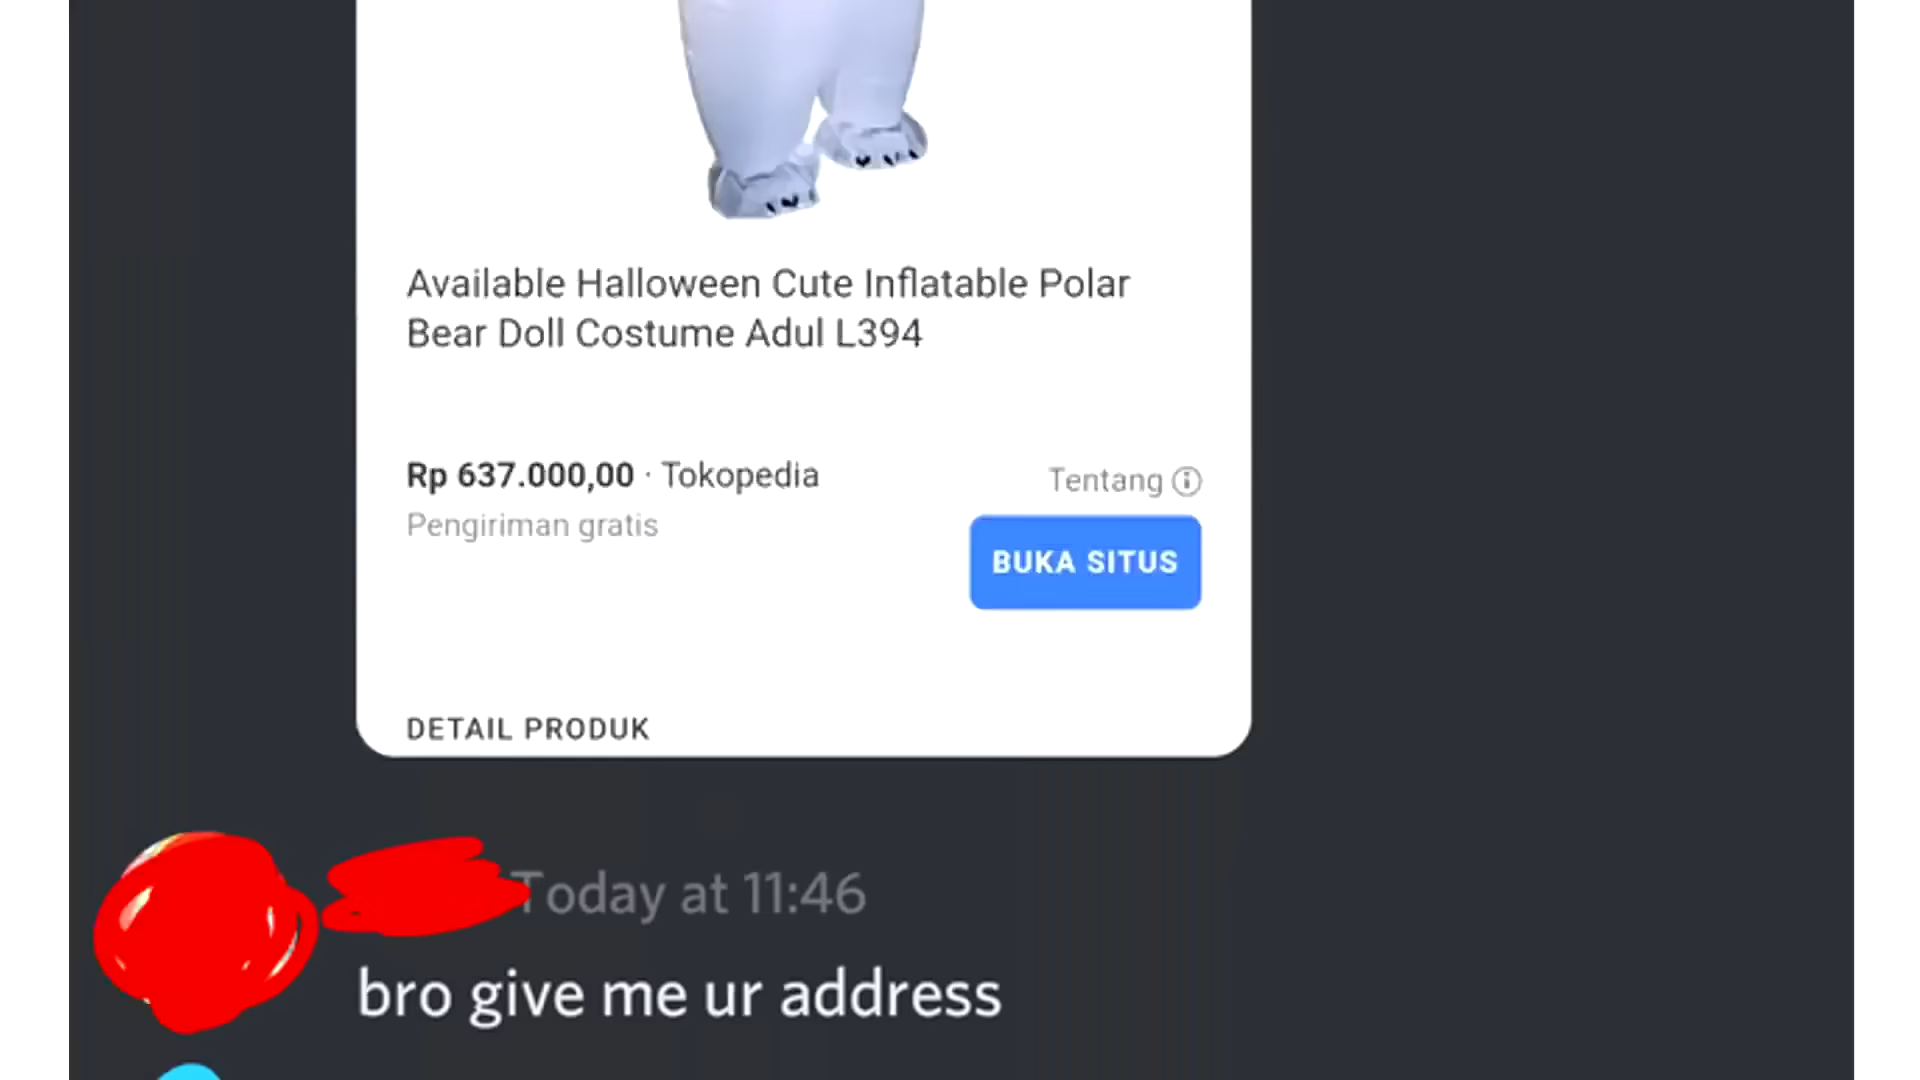 Available Halloween Cute Inflatable Polar
Bear Doll Costume Adul L394
Rp 637.000,00 · Tokopedia
Tentang
Pengiriman gratis
BUKA SITUS
DETAIL PRODUK
Today at 11:46
bro give me ur address